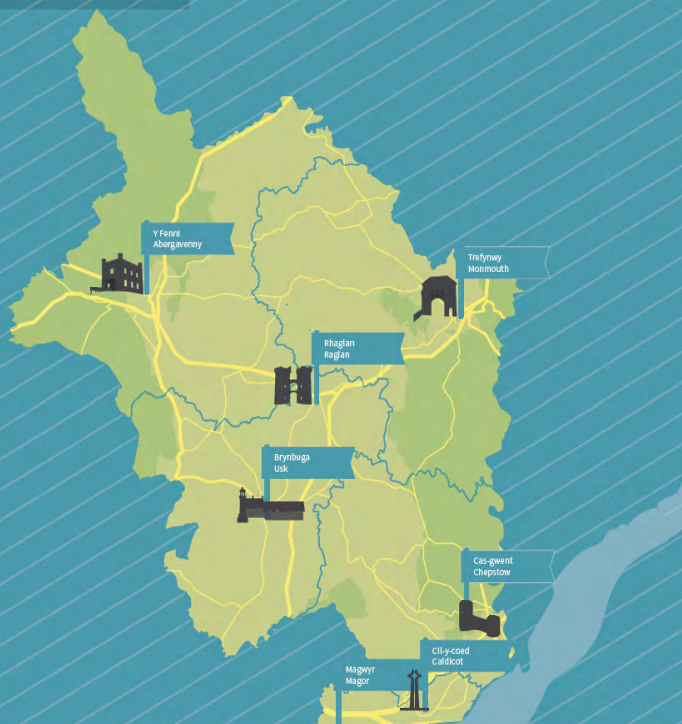 Y Fenni
Abergavenny
Trefynwy
Monmouth
Rhaglan
Raglan
Brynbuga
Usk
Cas-gwent
Chepstow
Cil-y-coed
Caldicot
Magwyr
Magor